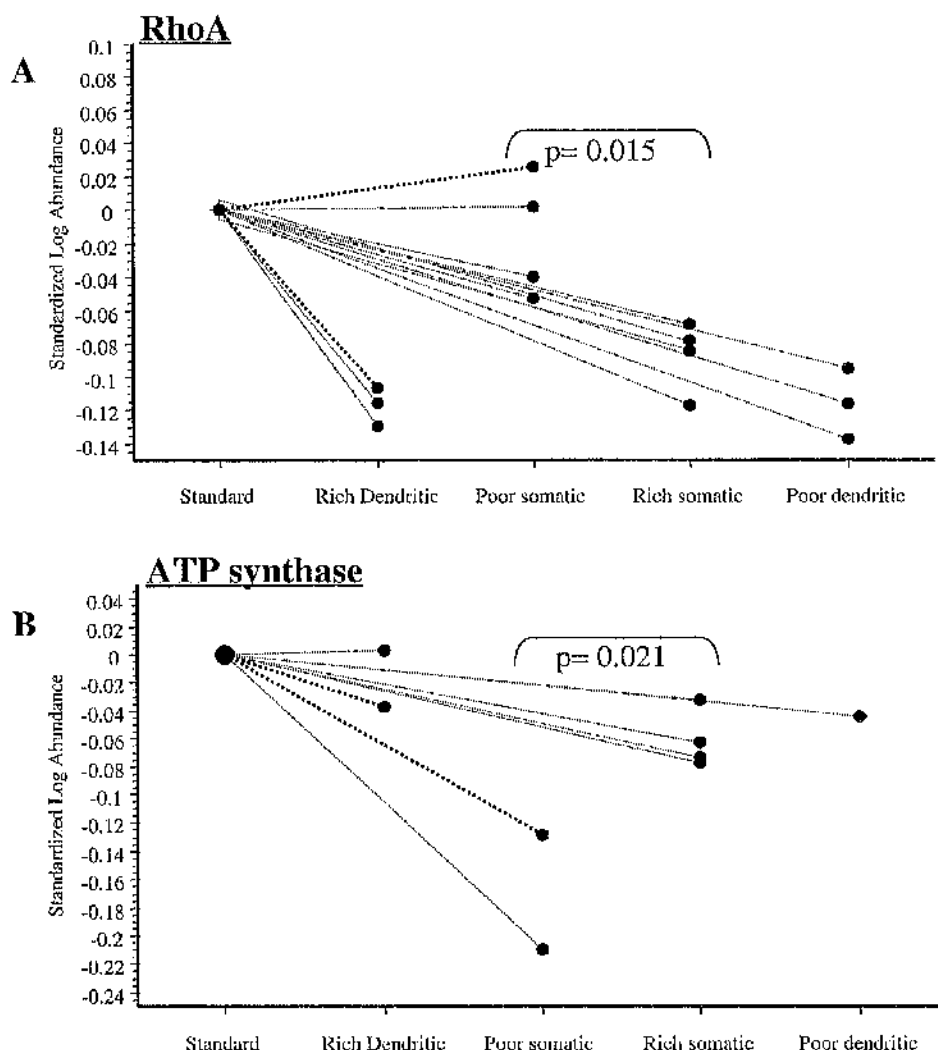 RhoA
A
0.1
0.08
0.06
0.04
0.02
0
-0.02
-0.04
-0.06
-0.08
-0.1
-0.12
-0.14
Standardized Log Abundance
p= 0.015
Standard Rich Dendritic Poor somatic Rich somatic Poor dendritic
ATP synthase
B
0.04
0.02
0
-0.02
-0.04
-0.06
-0.08
-0.1
-0.12
-0.14
-0.16
-0.18
-0.2
-0.22
-0.24
Standardized Log Abundance
p= 0.021
Standard Rich Dendritic Poor somatic Rich somatic Poor dendritic